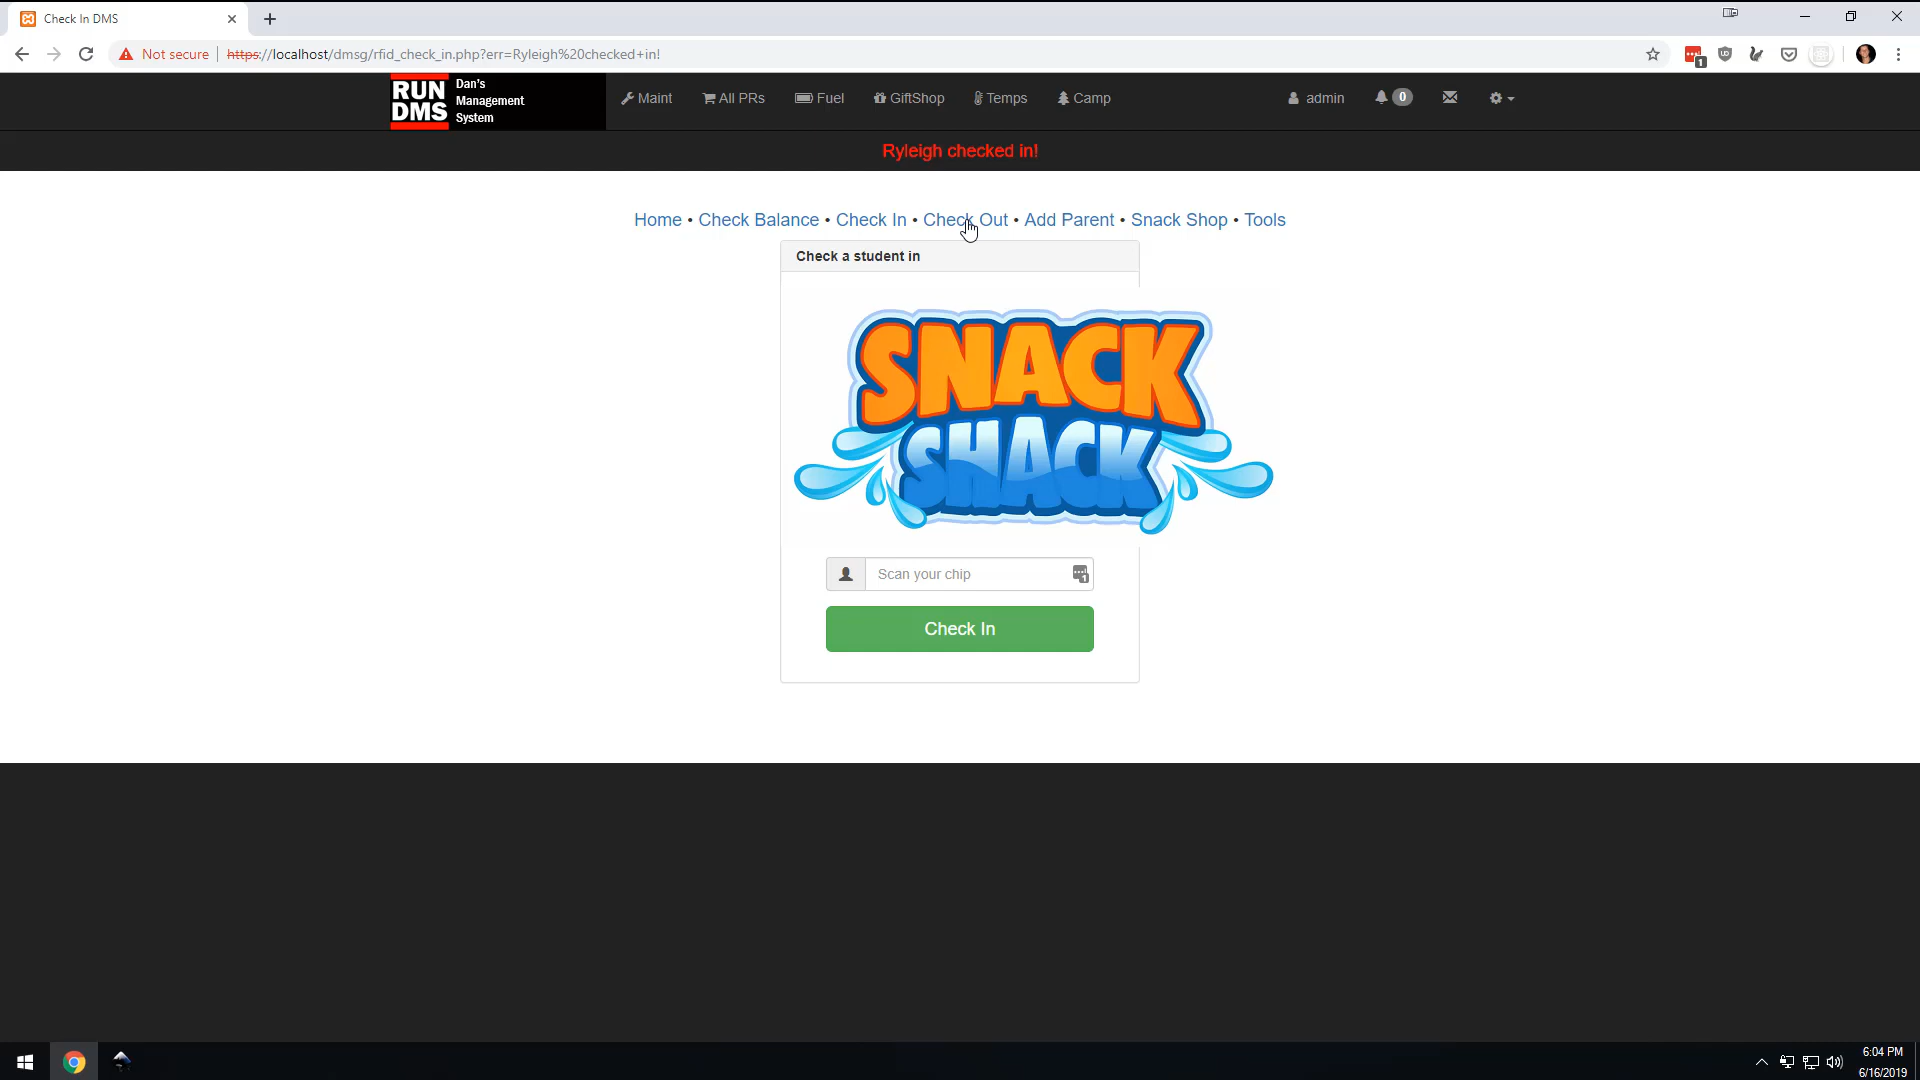 Check In DMS
Not secure https://localhost/dmsg/rfid_check_in.php?err=Ryleigh%20checked+in!
1
RUN DMS
Dan's Management System
Maint All PRs Fuel GiftShop Temps Camp admin 0
Ryleigh checked in!
Home • Check Balance • Check In • Check Out • Add Parent • Snack Shop • Tools
Check a student in
SNACK
SHACK
Scan your chip
1
Check In
6:04 PM
6/16/2019